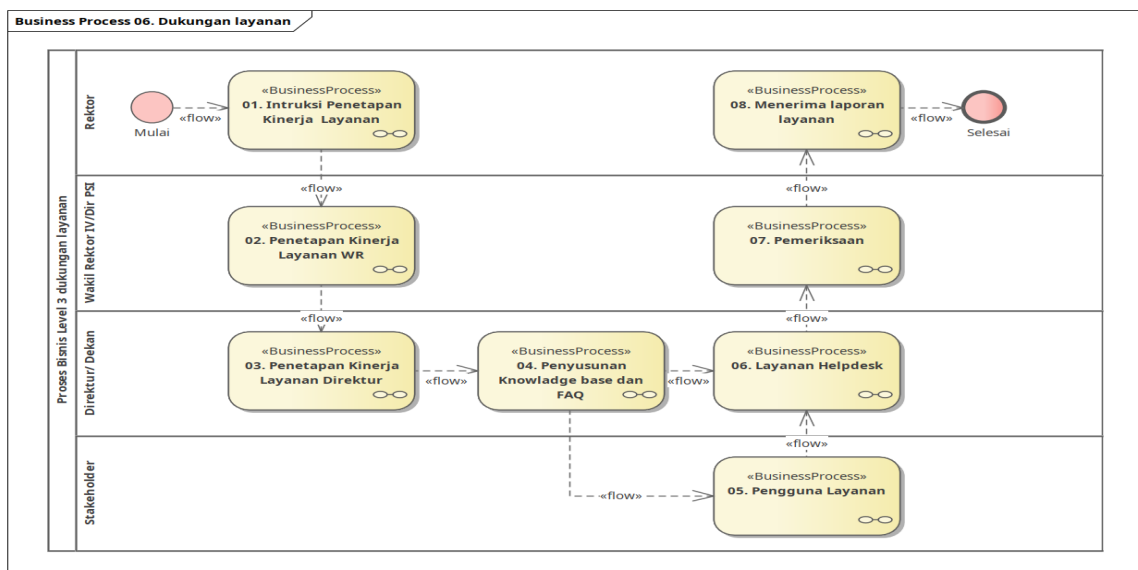 Business Process 06. Dukungan layanan
Proses Bisnis Level 3 dukungan layanan
Rektor
Mulai
«flow»
«BusinessProcess»
01. Intruksi Penetapan
Kinerja Layanan
«BusinessProcess»
08. Menerima laporan
layanan
«flow»
Selesai
«flow»
«flow»
Wakil Rektor IV/Dir PSI
«BusinessProcess»
02. Penetapan Kinerja
Layanan WR
«BusinessProcess»
07. Pemeriksaan
«flow»
«flow»
Direktur/ Dekan
«BusinessProcess»
03. Penetapan Kinerja
Layanan Direktur
«flow»
«BusinessProcess»
04. Penyusunan
Knowladge base dan
FAQ
«flow»
«BusinessProcess»
06. Layanan Helpdesk
«flow»
Stakeholder
«flow»
«BusinessProcess»
05. Pengguna Layanan